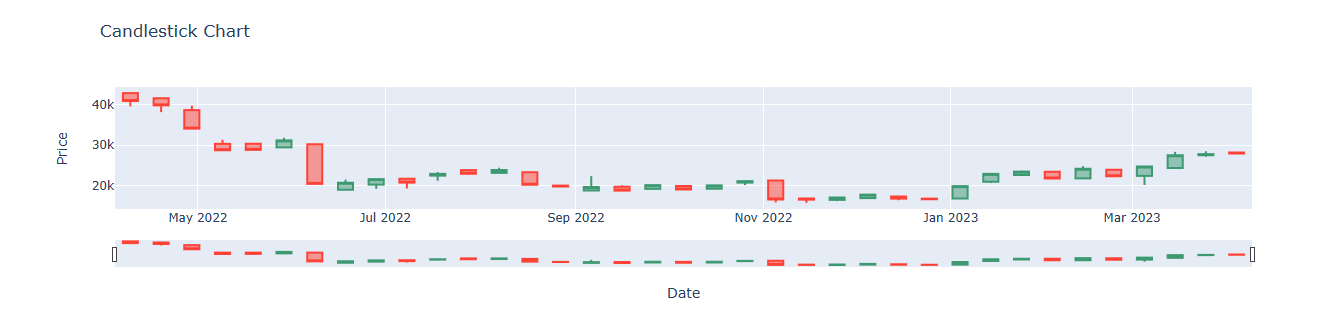 Candlestick Chart
Price
40k
30k
20k
May 2022
Jul 2022
Sep 2022
Nov 2022
Jan 2023
Mar 2023
Date